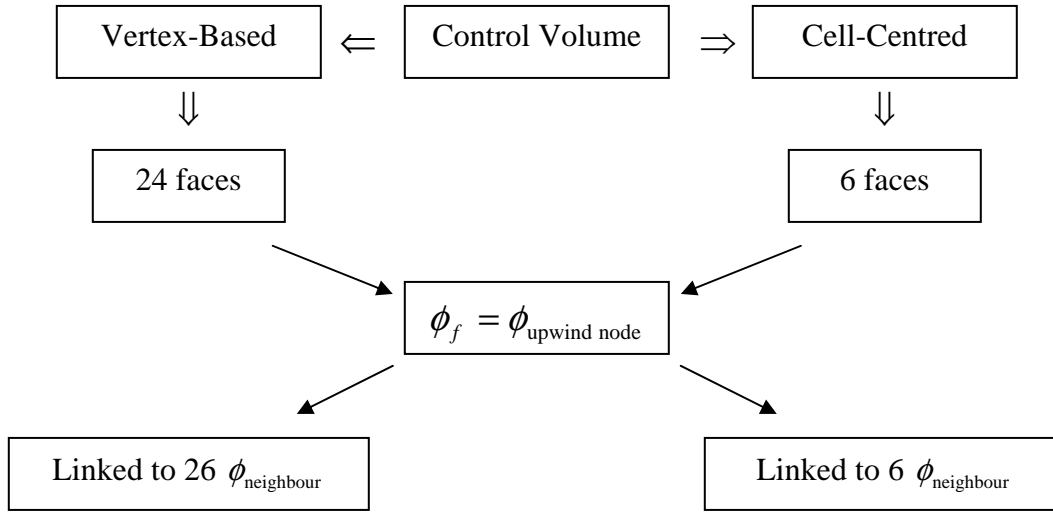 Vertex-Based ⇐ Control Volume ⇒ Cell-Centred
⇓ ⇓
24 faces 6 faces
ϕ_f = ϕ_upwind node
Linked to 26 ϕ_neighbour Linked to 6 ϕ_neighbour